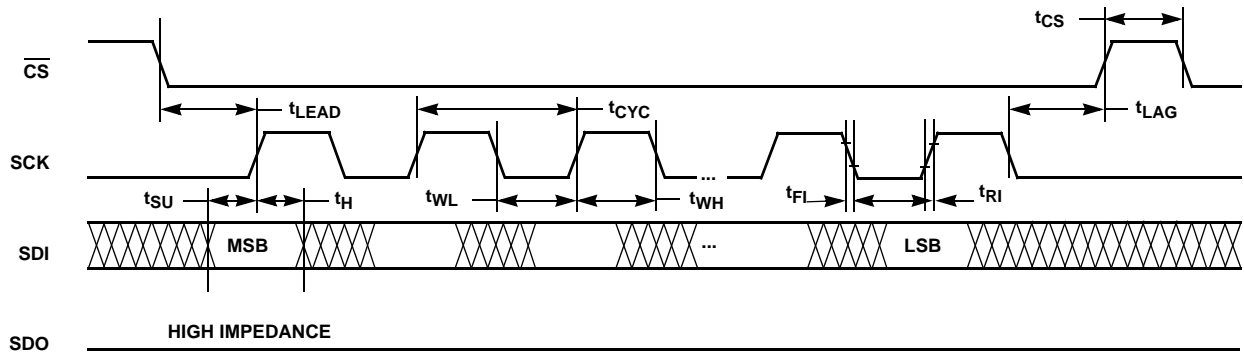 tCS
CS
tLEAD
tCYC
tLAG
SCK
...
tSU
tH
tWL
tWH
tFI
tRI
SDI
MSB
...
LSB
HIGH IMPEDANCE
SDO